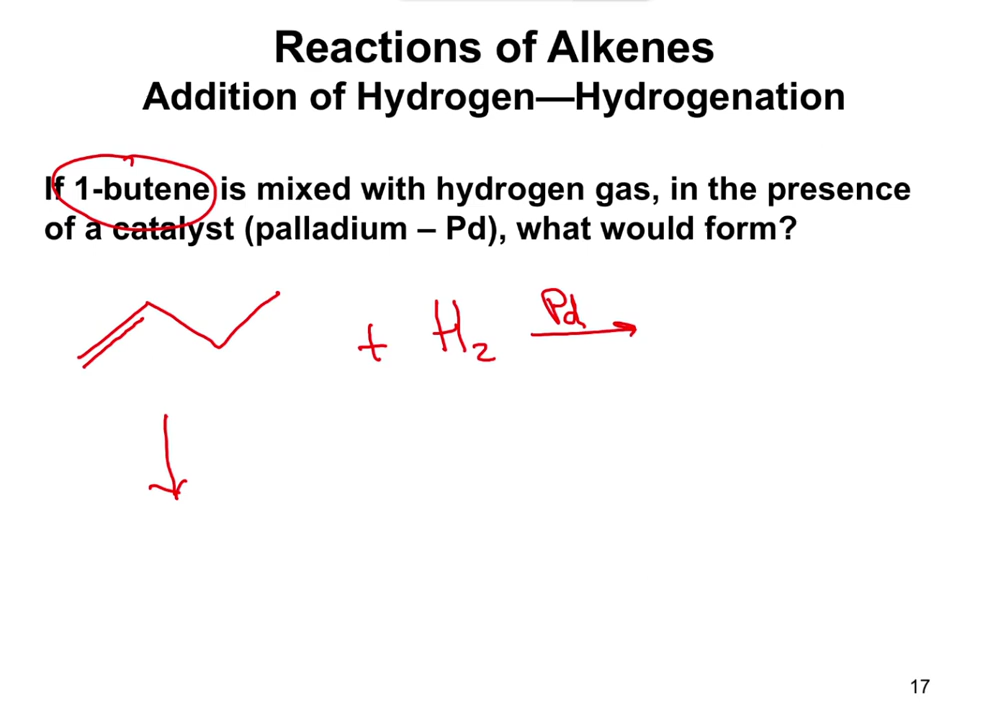 Reactions of Alkenes
Addition of Hydrogen—Hydrogenation
If 1-butene is mixed with hydrogen gas, in the presence
of a catalyst (palladium – Pd), what would form?
+ H₂ Pd
17